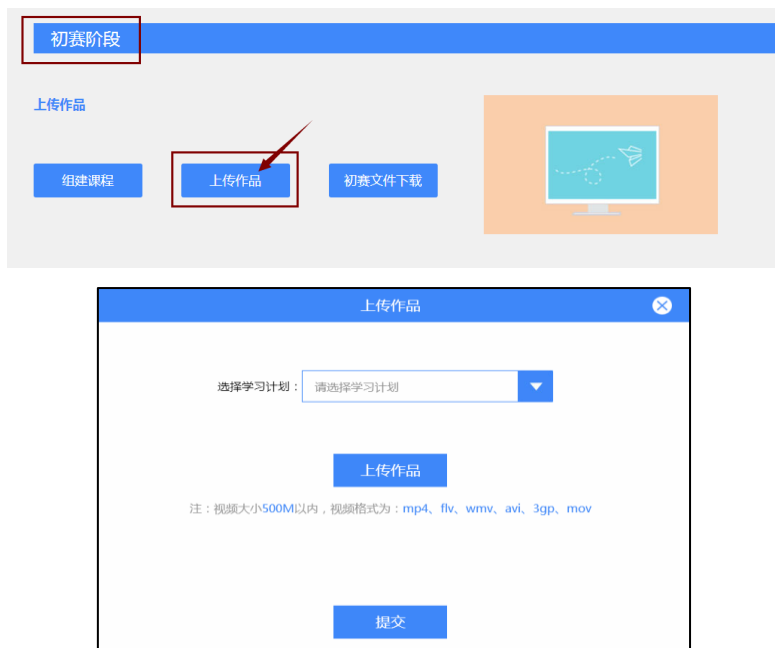 初赛阶段
上传作品
组建课程 上传作品 初赛文件下载
上传作品
选择学习计划： 请选择学习计划
上传作品
注：视频大小500M以内，视频格式为：mp4、flv、wmv、avi、3gp、mov
提交